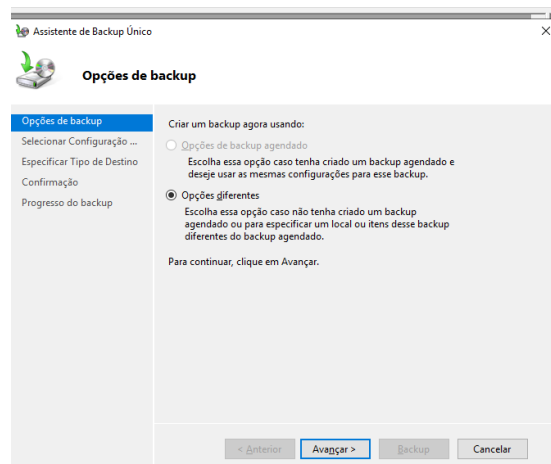 Assistente de Backup Único
Opções de backup
Opções de backup
Selecionar Configuração ...
Especificar Tipo de Destino
Confirmação
Progresso do backup
Criar um backup agora usando:
Opções de backup agendado
Escolha essa opção caso tenha criado um backup agendado e
deseje usar as mesmas configurações para esse backup.
Opções diferentes
Escolha essa opção caso não tenha criado um backup
agendado ou para especificar um local ou itens desse backup
diferentes do backup agendado.
Para continuar, clique em Avançar.
< Anterior
Avançar >
Backup
Cancelar